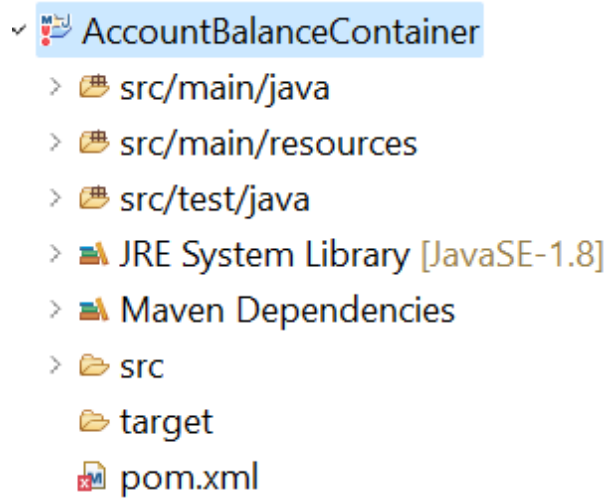 AccountBalanceContainer
src/main/java
src/main/resources
src/test/java
JRE System Library [JavaSE-1.8]
Maven Dependencies
src
target
pom.xml